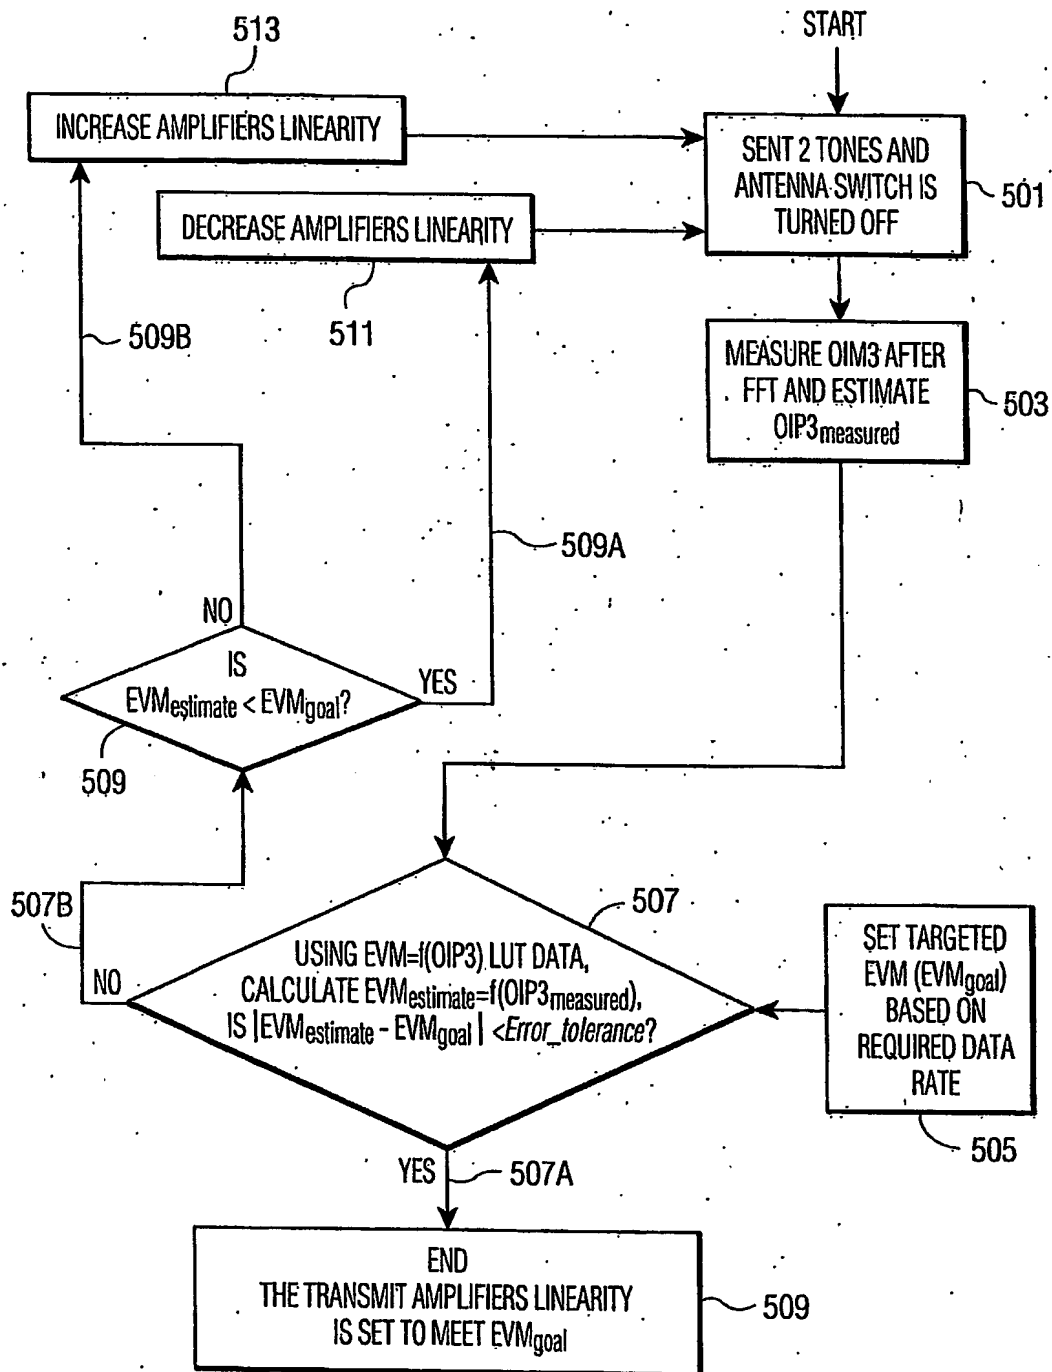 START
513
INCREASE AMPLIFIERS LINEARITY
SENT 2 TONES AND
ANTENNA SWITCH IS
TURNED OFF
501
DECREASE AMPLIFIERS LINEARITY
511
509B
MEASURE OIM3 AFTER
FFT AND ESTIMATE
OIP3measured
503
509A
NO
IS
EVMestimate < EVMgoal?
YES
509
507B
NO
507
USING EVM=f(OIP3) LUT DATA,
CALCULATE EVMestimate=f(OIP3measured),
IS |EVMestimate - EVMgoal| <Error_tolerance?
SET TARGETED
EVM (EVMgoal)
BASED ON
REQUIRED DATA
RATE
505
YES
507A
END
THE TRANSMIT AMPLIFIERS LINEARITY
IS SET TO MEET EVMgoal
509